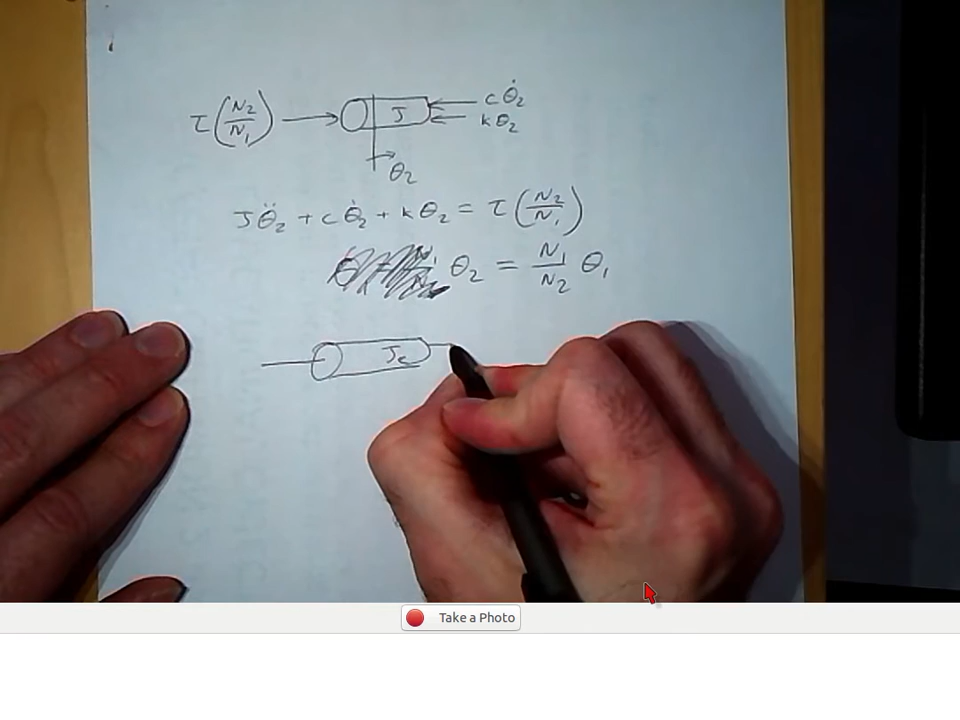 τ(N₂/N₁) → J ← cθ̇₂
← kθ₂
θ₂
Jθ̈₂ + cθ̇₂ + kθ₂ = τ(N₂/N₁)
θ₂ = N₁/N₂ θ₁
Take a Photo